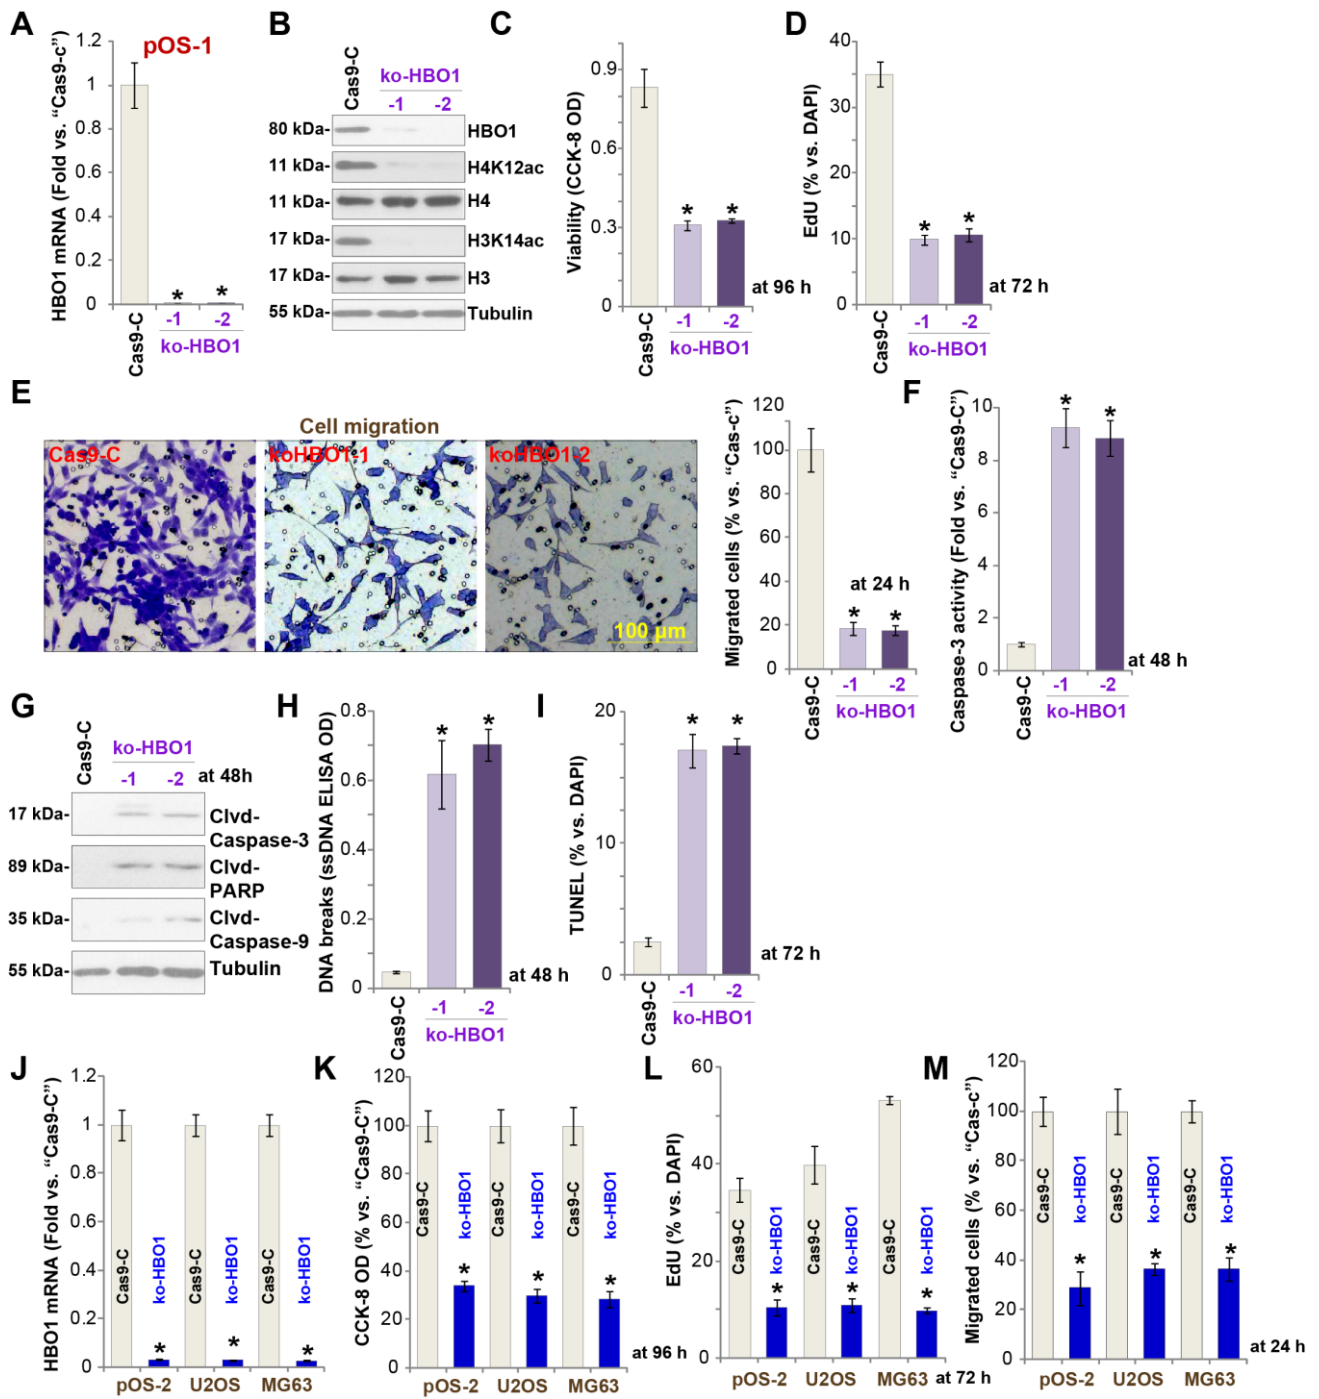 A
pOS-1
HBO1 mRNA (Fold vs. “Cas9-c”)
1.2
1
0.8
0.6
0.4
0.2
0
* *
Cas9-C
-1 -2
ko-HBO1
B
Cas9-C
ko-HBO1
-1 -2
80 kDa- HBO1
11 kDa- H4K12ac
11 kDa- H4
17 kDa- H3K14ac
17 kDa- H3
55 kDa- Tubulin
C
Viability (CCK-8 OD)
0.9
0.6
0.3
0
* *
at 96 h
Cas9-C
-1 -2
ko-HBO1
D
EdU (% vs. DAPI)
40
30
20
10
0
* *
at 72 h
Cas9-C
-1 -2
ko-HBO1
E
Cell migration
Cas9-C
koHBO1-1
koHBO1-2
100 µm
Migrated cells (% vs. “Cas-c”)
120
100
80
60
40
20
0
at 24 h
* *
Cas9-C
-1 -2
ko-HBO1
F
Caspase-3 activity (Fold vs. “Cas9-C”)
10
8
6
4
2
0
* *
at 48 h
Cas9-C
-1 -2
ko-HBO1
G
Cas9-C
ko-HBO1
-1 -2 at 48h
17 kDa- Clvd-
Caspase-3
89 kDa- Clvd-
PARP
35 kDa- Clvd-
Caspase-9
55 kDa- Tubulin
H
DNA breaks (ssDNA ELISA OD)
0.8
0.6
0.4
0.2
0
* *
at 48 h
Cas9-C
-1 -2
ko-HBO1
I
TUNEL (% vs. DAPI)
20
10
0
* *
at 72 h
Cas9-C
-1 -2
ko-HBO1
J
HBO1 mRNA (Fold vs. “Cas9-C”)
1.2
1
0.8
0.6
0.4
0.2
0
Cas9-C ko-HBO1 Cas9-C ko-HBO1 Cas9-C ko-HBO1
* * *
pOS-2 U2OS MG63
K
CCK-8 OD (% vs. “Cas9-C”)
120
100
80
60
40
20
0
Cas9-C ko-HBO1 Cas9-C ko-HBO1 Cas9-C ko-HBO1
* * *
at 96 h
pOS-2 U2OS MG63
L
EdU (% vs. DAPI)
60
40
20
0
Cas9-C ko-HBO1 Cas9-C ko-HBO1 Cas9-C ko-HBO1
* * *
pOS-2 U2OS MG63 at 72 h
M
Migrated cells (% vs. “Cas-c”)
120
100
80
60
40
20
0
Cas9-C ko-HBO1 Cas9-C ko-HBO1 Cas9-C ko-HBO1
* * *
at 24 h
pOS-2 U2OS MG63